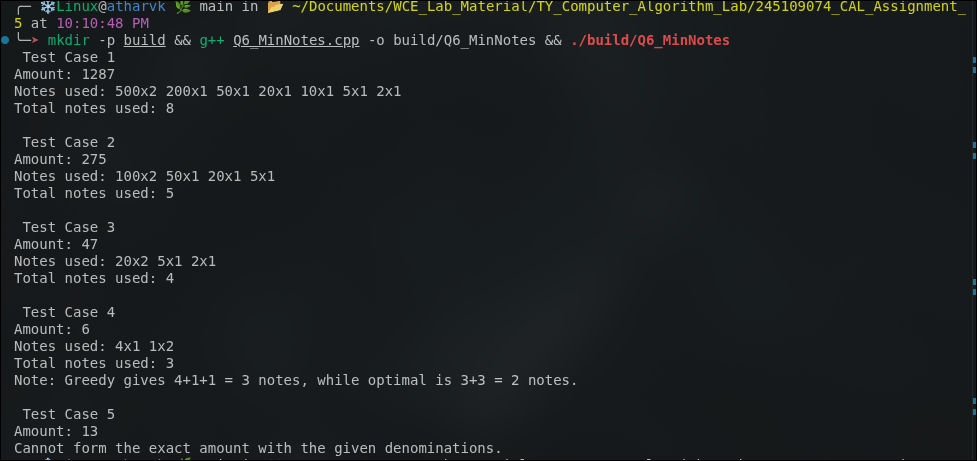 Linux@atharvk main in ~/Documents/WCE_Lab_Material/TY_Computer_Algorithm_Lab/245109074_CAL_Assignment_
5 at 10:10:48 PM
mkdir -p build && g++ Q6_MinNotes.cpp -o build/Q6_MinNotes && ./build/Q6_MinNotes
Test Case 1
Amount: 1287
Notes used: 500x2 200x1 50x1 20x1 10x1 5x1 2x1
Total notes used: 8
Test Case 2
Amount: 275
Notes used: 100x2 50x1 20x1 5x1
Total notes used: 5
Test Case 3
Amount: 47
Notes used: 20x2 5x1 2x1
Total notes used: 4
Test Case 4
Amount: 6
Notes used: 4x1 1x2
Total notes used: 3
Note: Greedy gives 4+1+1 = 3 notes, while optimal is 3+3 = 2 notes.
Test Case 5
Amount: 13
Cannot form the exact amount with the given denominations.